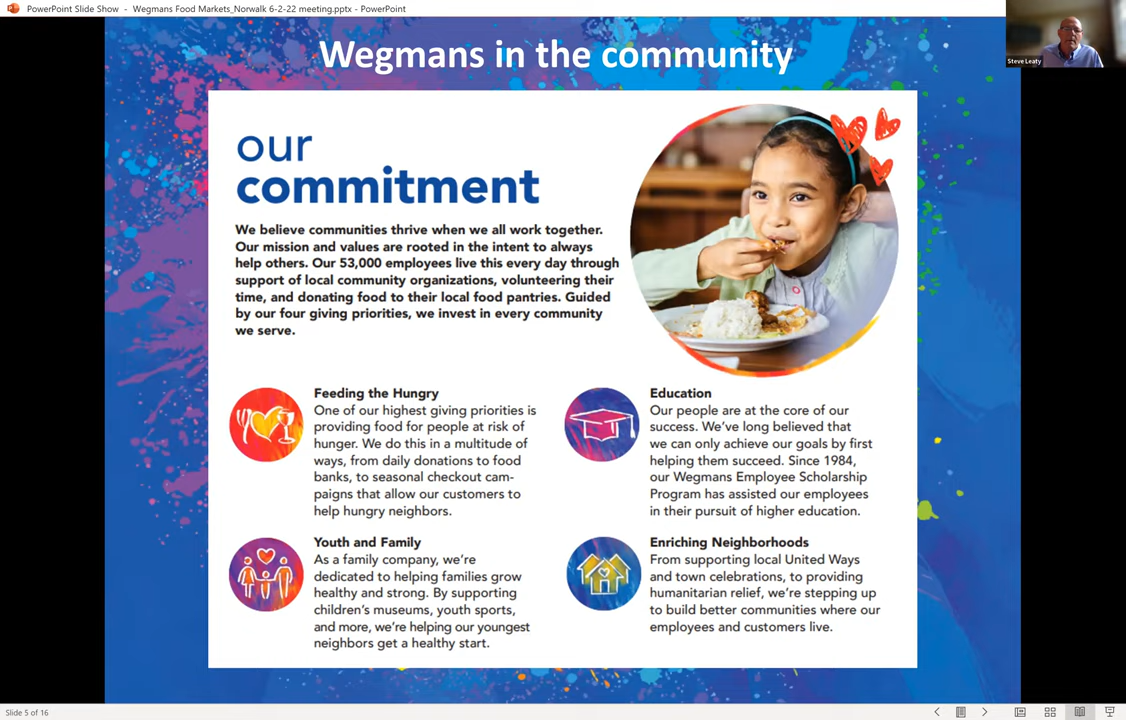 PowerPoint Slide Show - Wegmans Food Markets_Norwalk 6-2-22 meeting.pptx - PowerPoint
Steve Leaty
Wegmans in the community
our
commitment
We believe communities thrive when we all work together.
Our mission and values are rooted in the intent to always
help others. Our 53,000 employees live this every day through
support of local community organizations, volunteering their
time, and donating food to their local food pantries. Guided
by our four giving priorities, we invest in every community
we serve.
Feeding the Hungry
One of our highest giving priorities is
providing food for people at risk of
hunger. We do this in a multitude of
ways, from daily donations to food
banks, to seasonal checkout cam-
paigns that allow our customers to
help hungry neighbors.
Education
Our people are at the core of our
success. We've long believed that
we can only achieve our goals by first
helping them succeed. Since 1984,
our Wegmans Employee Scholarship
Program has assisted our employees
in their pursuit of higher education.
Youth and Family
As a family company, we're
dedicated to helping families grow
healthy and strong. By supporting
children's museums, youth sports,
and more, we're helping our youngest
neighbors get a healthy start.
Enriching Neighborhoods
From supporting local United Ways
and town celebrations, to providing
humanitarian relief, we're stepping up
to build better communities where our
employees and customers live.
Slide 5 of 16